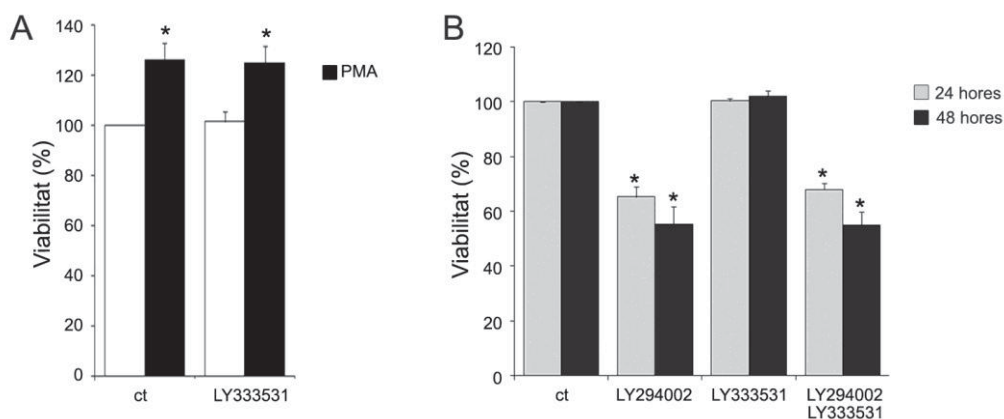 A
Viabilitat (%)
140
120
100
80
60
40
20
0
*
*
ct
LY333531
PMA
B
Viabilitat (%)
120
100
80
60
40
20
0
*
*
*
*
ct
LY294002
LY333531
LY294002
LY333531
24 hores
48 hores